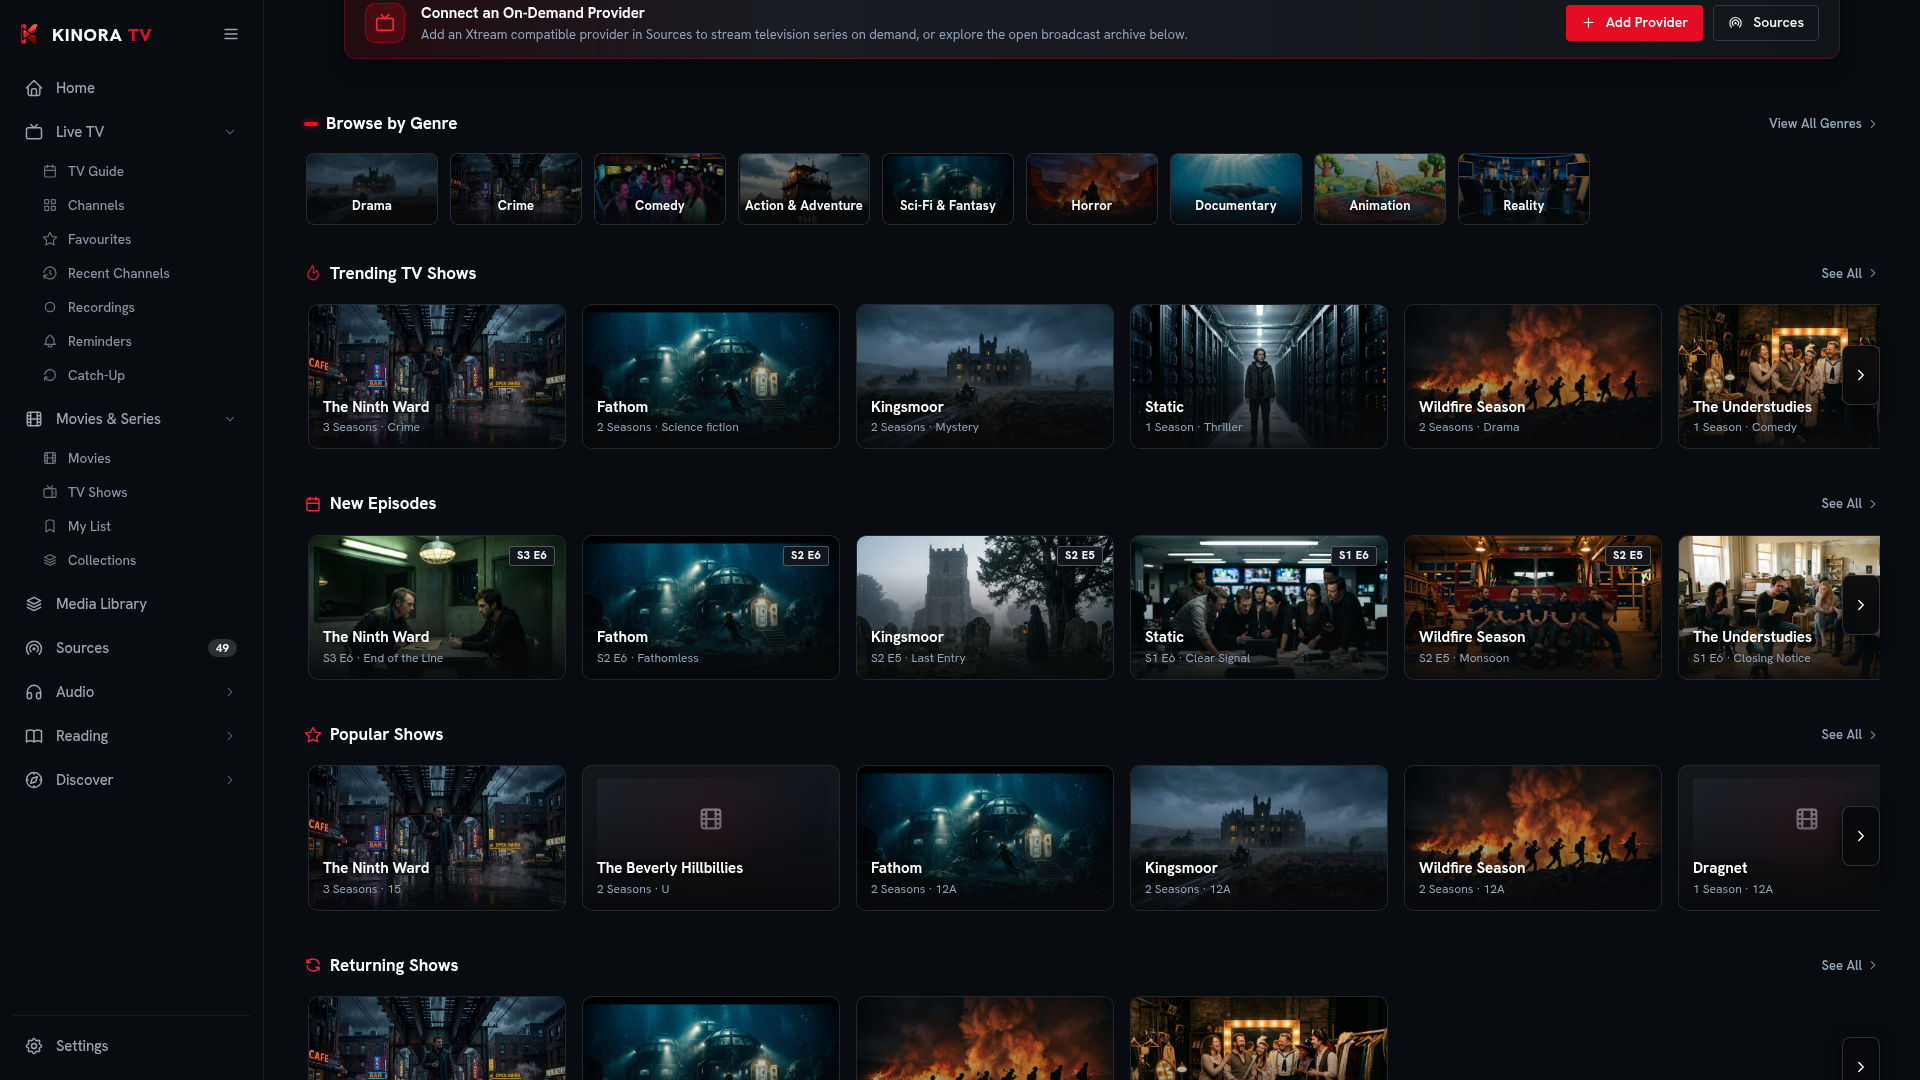 KINORA TV
Home
Live TV
TV Guide
Channels
Favourites
Recent Channels
Recordings
Reminders
Catch-Up
Movies & Series
Movies
TV Shows
My List
Collections
Media Library
Sources 49
Audio
Reading
Discover
Settings
Connect an On-Demand Provider
Add an Xtream compatible provider in Sources to stream television series on demand, or explore the open broadcast archive below.
Add Provider
Sources
Browse by Genre
View All Genres
Drama
Crime
Comedy
Action & Adventure
Sci-Fi & Fantasy
Horror
Documentary
Animation
Reality
Trending TV Shows
See All
The Ninth Ward
3 Seasons · Crime
Fathom
2 Seasons · Science fiction
Kingsmoor
2 Seasons · Mystery
Static
1 Season · Thriller
Wildfire Season
2 Seasons · Drama
The Understudies
1 Season · Comedy
New Episodes
See All
S3 E6
The Ninth Ward
S3 E6 · End of the Line
S2 E6
Fathom
S2 E6 · Fathomless
S2 E5
Kingsmoor
S2 E5 · Last Entry
S1 E6
Static
S1 E6 · Clear Signal
S2 E5
Wildfire Season
S2 E5 · Monsoon
The Understudies
S1 E6 · Closing Notice
Popular Shows
See All
The Ninth Ward
3 Seasons · 15
The Beverly Hillbillies
2 Seasons · U
Fathom
2 Seasons · 12A
Kingsmoor
2 Seasons · 12A
Wildfire Season
2 Seasons · 12A
Dragnet
1 Season · 12A
Returning Shows
See All
CAFE
BAR
CAFE
BAR
CAFE
BAR